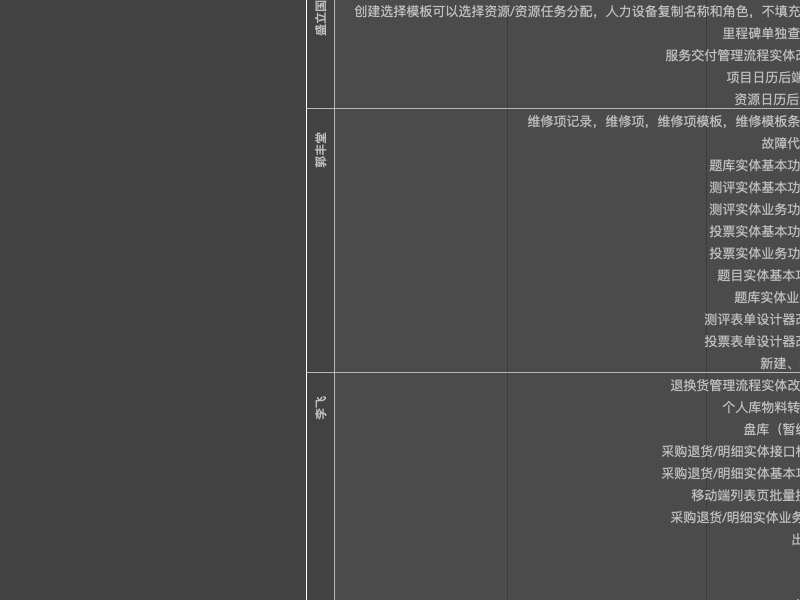 盛立国
创建选择模板可以选择资源/资源任务分配，人力设备复制名称和角色，不填充
里程碑单独查
服务交付管理流程实体改
项目日历后端
资源日历后
郭丰堂
维修项记录，维修项，维修项模板，维修模板条
故障代
题库实体基本功
测评实体基本功
测评实体业务功
投票实体基本功
投票实体业务功
题目实体基本功
题库实体业
测评表单设计器改
投票表单设计器改
新建、
李飞
退换货管理流程实体改
个人库物料转
盘库（暂
采购退货/明细实体接口
采购退货/明细实体基本功
移动端列表页批量
采购退货/明细实体业务
出